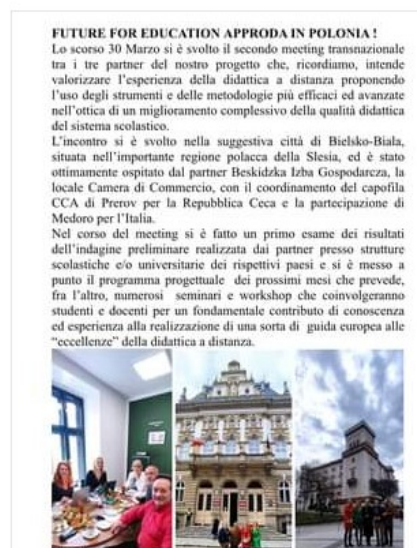 FUTURE FOR EDUCATION APPRODA IN POLONIA !
Lo scorso 30 Marzo si è svolto il secondo meeting transnazionale
tra i tre partner del nostro progetto che, ricordiamo, intende
valorizzare l'esperienza della didattica a distanza proponendo
l'uso degli strumenti e delle metodologie più efficaci ed avanzate
nell'ottica di un miglioramento complessivo della qualità didattica
del sistema scolastico.
L'incontro si è svolto nella suggestiva città di Bielsko-Biala,
situata nell'importante regione polacca della Slesia, ed è stato
ottimamente ospitato dal partner Beskidzka Izba Gospodarcza, la
locale Camera di Commercio, con il coordinamento del capofila
CCA di Prerov per la Repubblica Ceca e la partecipazione di
Medoro per l'Italia.
Nel corso del meeting si è fatto un primo esame dei risultati
dell'indagine preliminare realizzata dai partner presso strutture
scolastiche e/o universitarie dei rispettivi paesi e si è messo a
punto il programma progettuale dei prossimi mesi che prevede,
fra l'altro, numerosi seminari e workshop che coinvolgeranno
studenti e docenti per un fondamentale contributo di conoscenza
ed esperienza alla realizzazione di una sorta di guida europea alle
"eccellenze" della didattica a distanza.